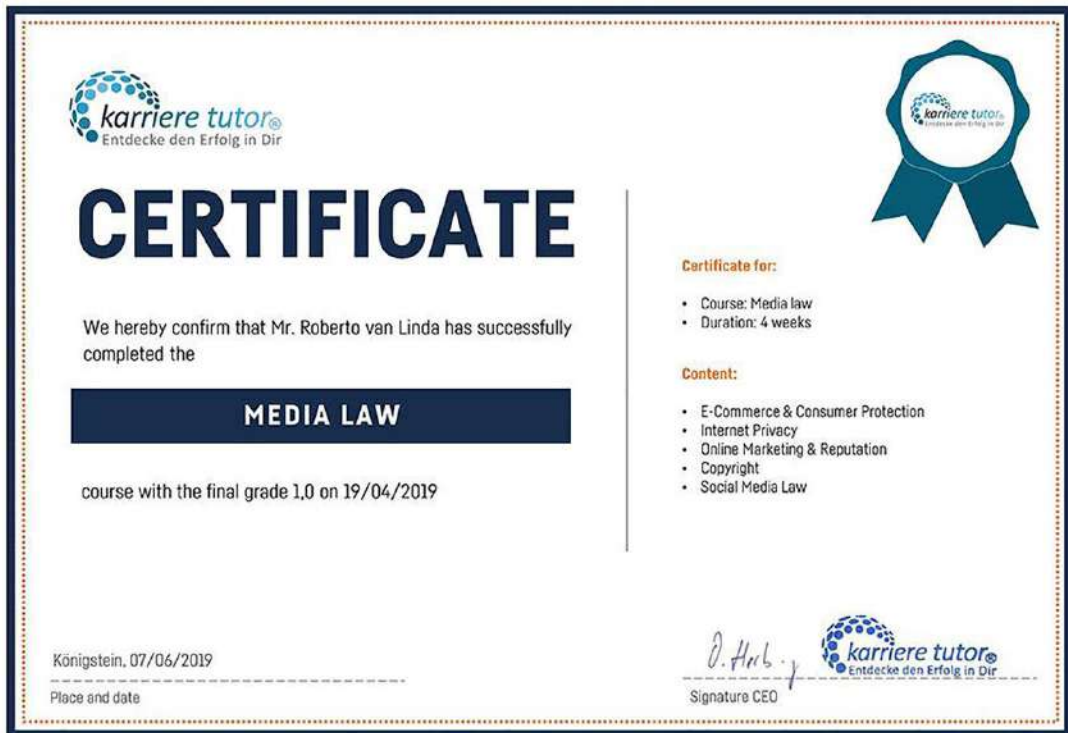 karriere tutor®
Entdecke den Erfolg in Dir
karriere tutor®
Entdecke den Erfolg in Dir
CERTIFICATE
We hereby confirm that Mr. Roberto van Linda has successfully
completed the
MEDIA LAW
course with the final grade 1,0 on 19/04/2019
Certificate for:
• Course: Media law
• Duration: 4 weeks
Content:
• E-Commerce & Consumer Protection
• Internet Privacy
• Online Marketing & Reputation
• Copyright
• Social Media Law
Königstein, 07/06/2019
Place and date
karriere tutor®
Entdecke den Erfolg in Dir
Signature CEO